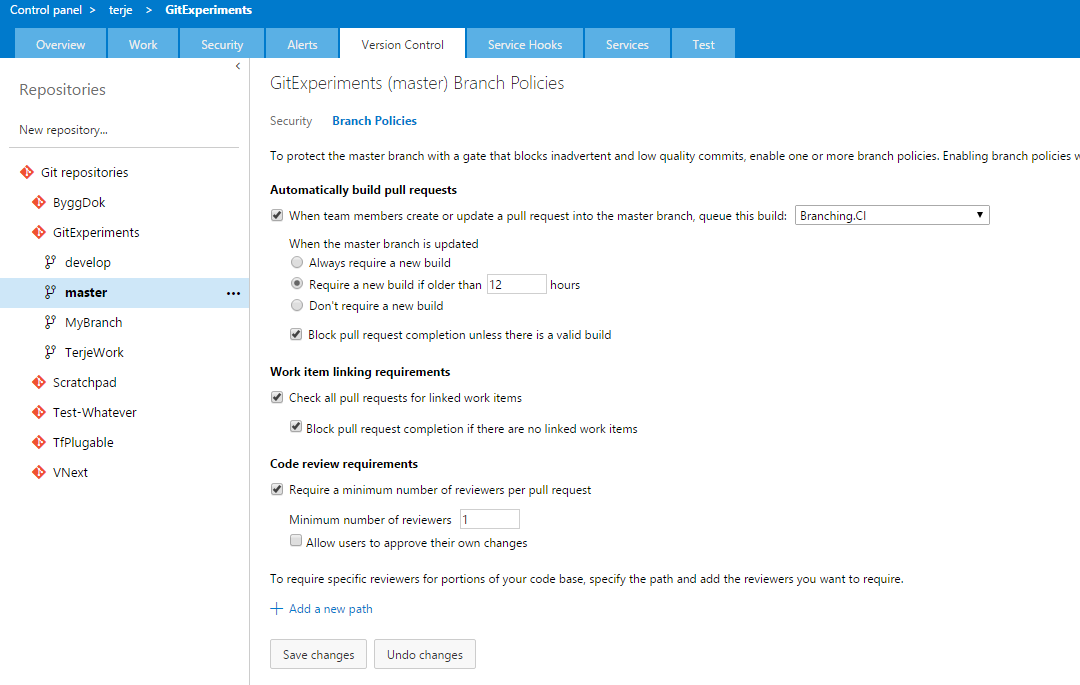 Control panel > terje > GitExperiments
Overview Work Security Alerts Version Control Service Hooks Services Test
Repositories
New repository...
Git repositories
ByggDok
GitExperiments
develop
master ...
MyBranch
TerjeWork
Scratchpad
Test-Whatever
TfPlugable
VNext
GitExperiments (master) Branch Policies
Security Branch Policies
To protect the master branch with a gate that blocks inadvertent and low quality commits, enable one or more branch policies. Enabling branch policies w
Automatically build pull requests
When team members create or update a pull request into the master branch, queue this build: Branching.CI
When the master branch is updated
Always require a new build
Require a new build if older than 12 hours
Don't require a new build
Block pull request completion unless there is a valid build
Work item linking requirements
Check all pull requests for linked work items
Block pull request completion if there are no linked work items
Code review requirements
Require a minimum number of reviewers per pull request
Minimum number of reviewers 1
Allow users to approve their own changes
To require specific reviewers for portions of your code base, specify the path and add the reviewers you want to require.
Add a new path
Save changes Undo changes